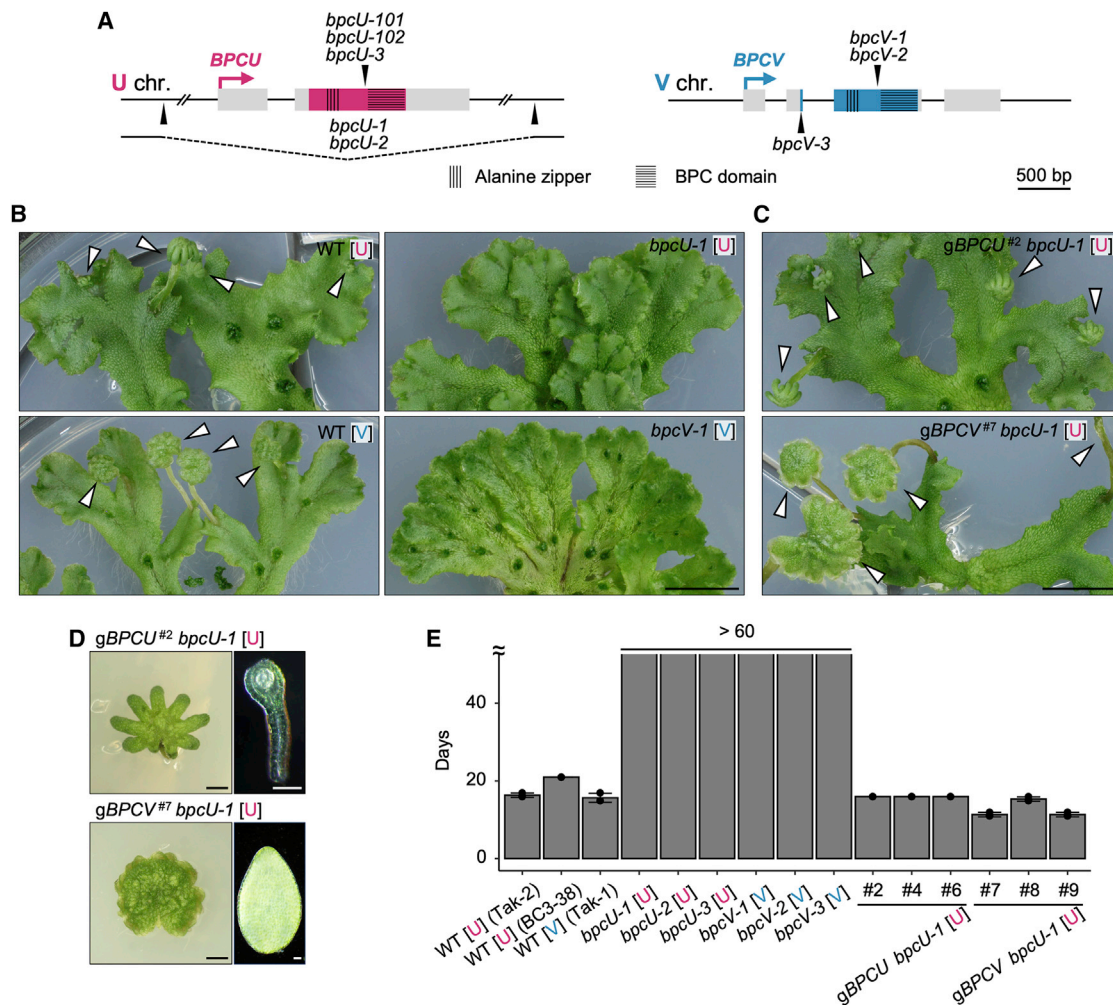 A
bpcU-101
bpcU-102
bpcU-3
BPCU
U chr.
bpcU-1
bpcU-2
bpcV-1
bpcV-2
BPCV
V chr.
bpcV-3
Alanine zipper
BPC domain
500 bp
B
WT [U]
bpcU-1 [U]
WT [V]
bpcV-1 [V]
C
gBPCU#2 bpcU-1 [U]
gBPCV#7 bpcU-1 [U]
D
gBPCU#2 bpcU-1 [U]
gBPCV#7 bpcU-1 [U]
E
> 60
≈
40
20
0
Days
WT [U] (Tak-2)
WT [U] (BC3-38)
WT [V] (Tak-1)
bpcU-1 [U]
bpcU-2 [U]
bpcU-3 [U]
bpcV-1 [V]
bpcV-2 [V]
bpcV-3 [V]
#2 #4 #6 #7 #8 #9
gBPCU bpcU-1 [U]
gBPCV bpcU-1 [U]